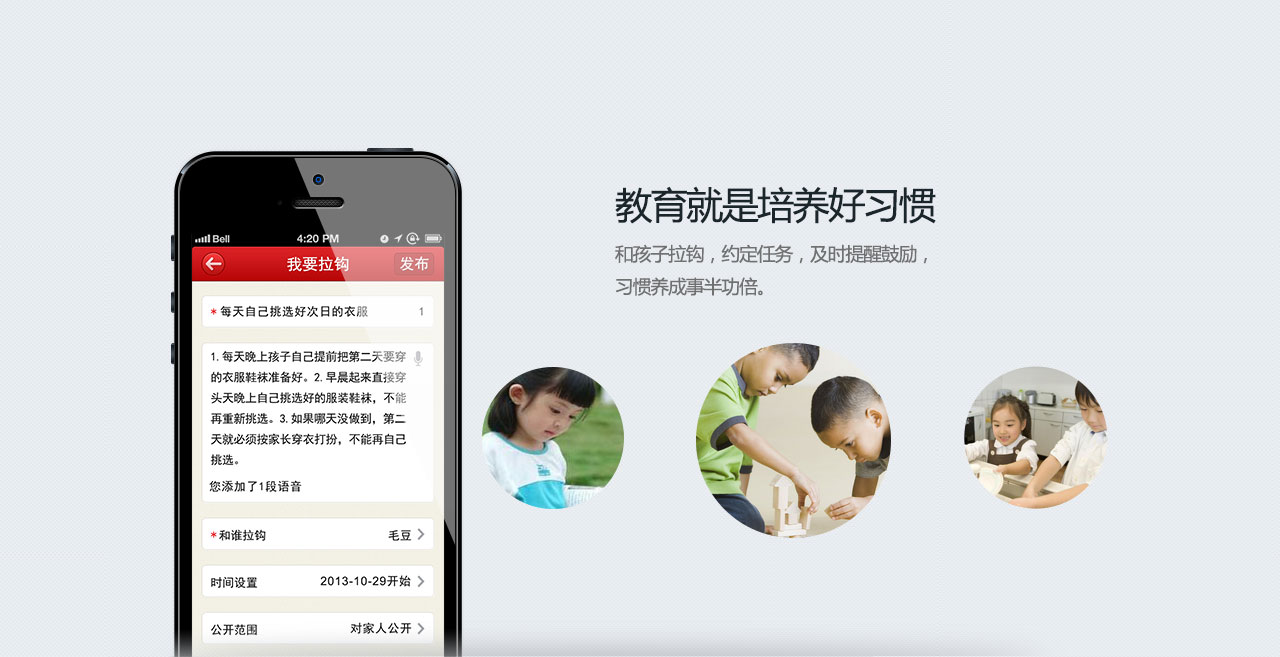 Bell 4:20 PM
我要拉钩 发布
*每天自己挑选好次日的衣服 1
1. 每天晚上孩子自己提前把第二天要穿
的衣服鞋袜准备好。2. 早晨起来直接穿
头天晚上自己挑选好的服装鞋袜，不能
再重新挑选。3. 如果哪天没做到，第二
天就必须按家长穿衣打扮，不能再自己
挑选。
您添加了1段语音
*和谁拉钩 毛豆
时间设置 2013-10-29开始
公开范围 对家人公开
教育就是培养好习惯
和孩子拉钩，约定任务，及时提醒鼓励，
习惯养成事半功倍。